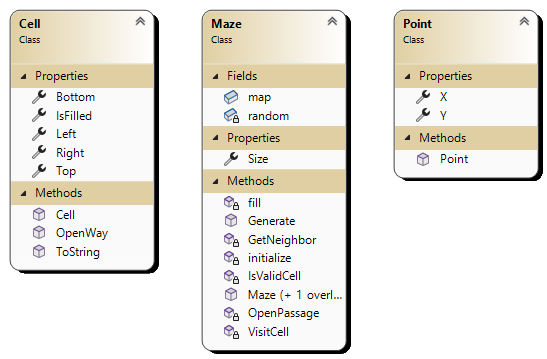 Cell
Class
Properties
Bottom
IsFilled
Left
Right
Top
Methods
Cell
OpenWay
ToString
Maze
Class
Fields
map
random
Properties
Size
Methods
fill
Generate
GetNeighbor
initialize
IsValidCell
Maze (+ 1 overl...
OpenPassage
VisitCell
Point
Class
Properties
X
Y
Methods
Point